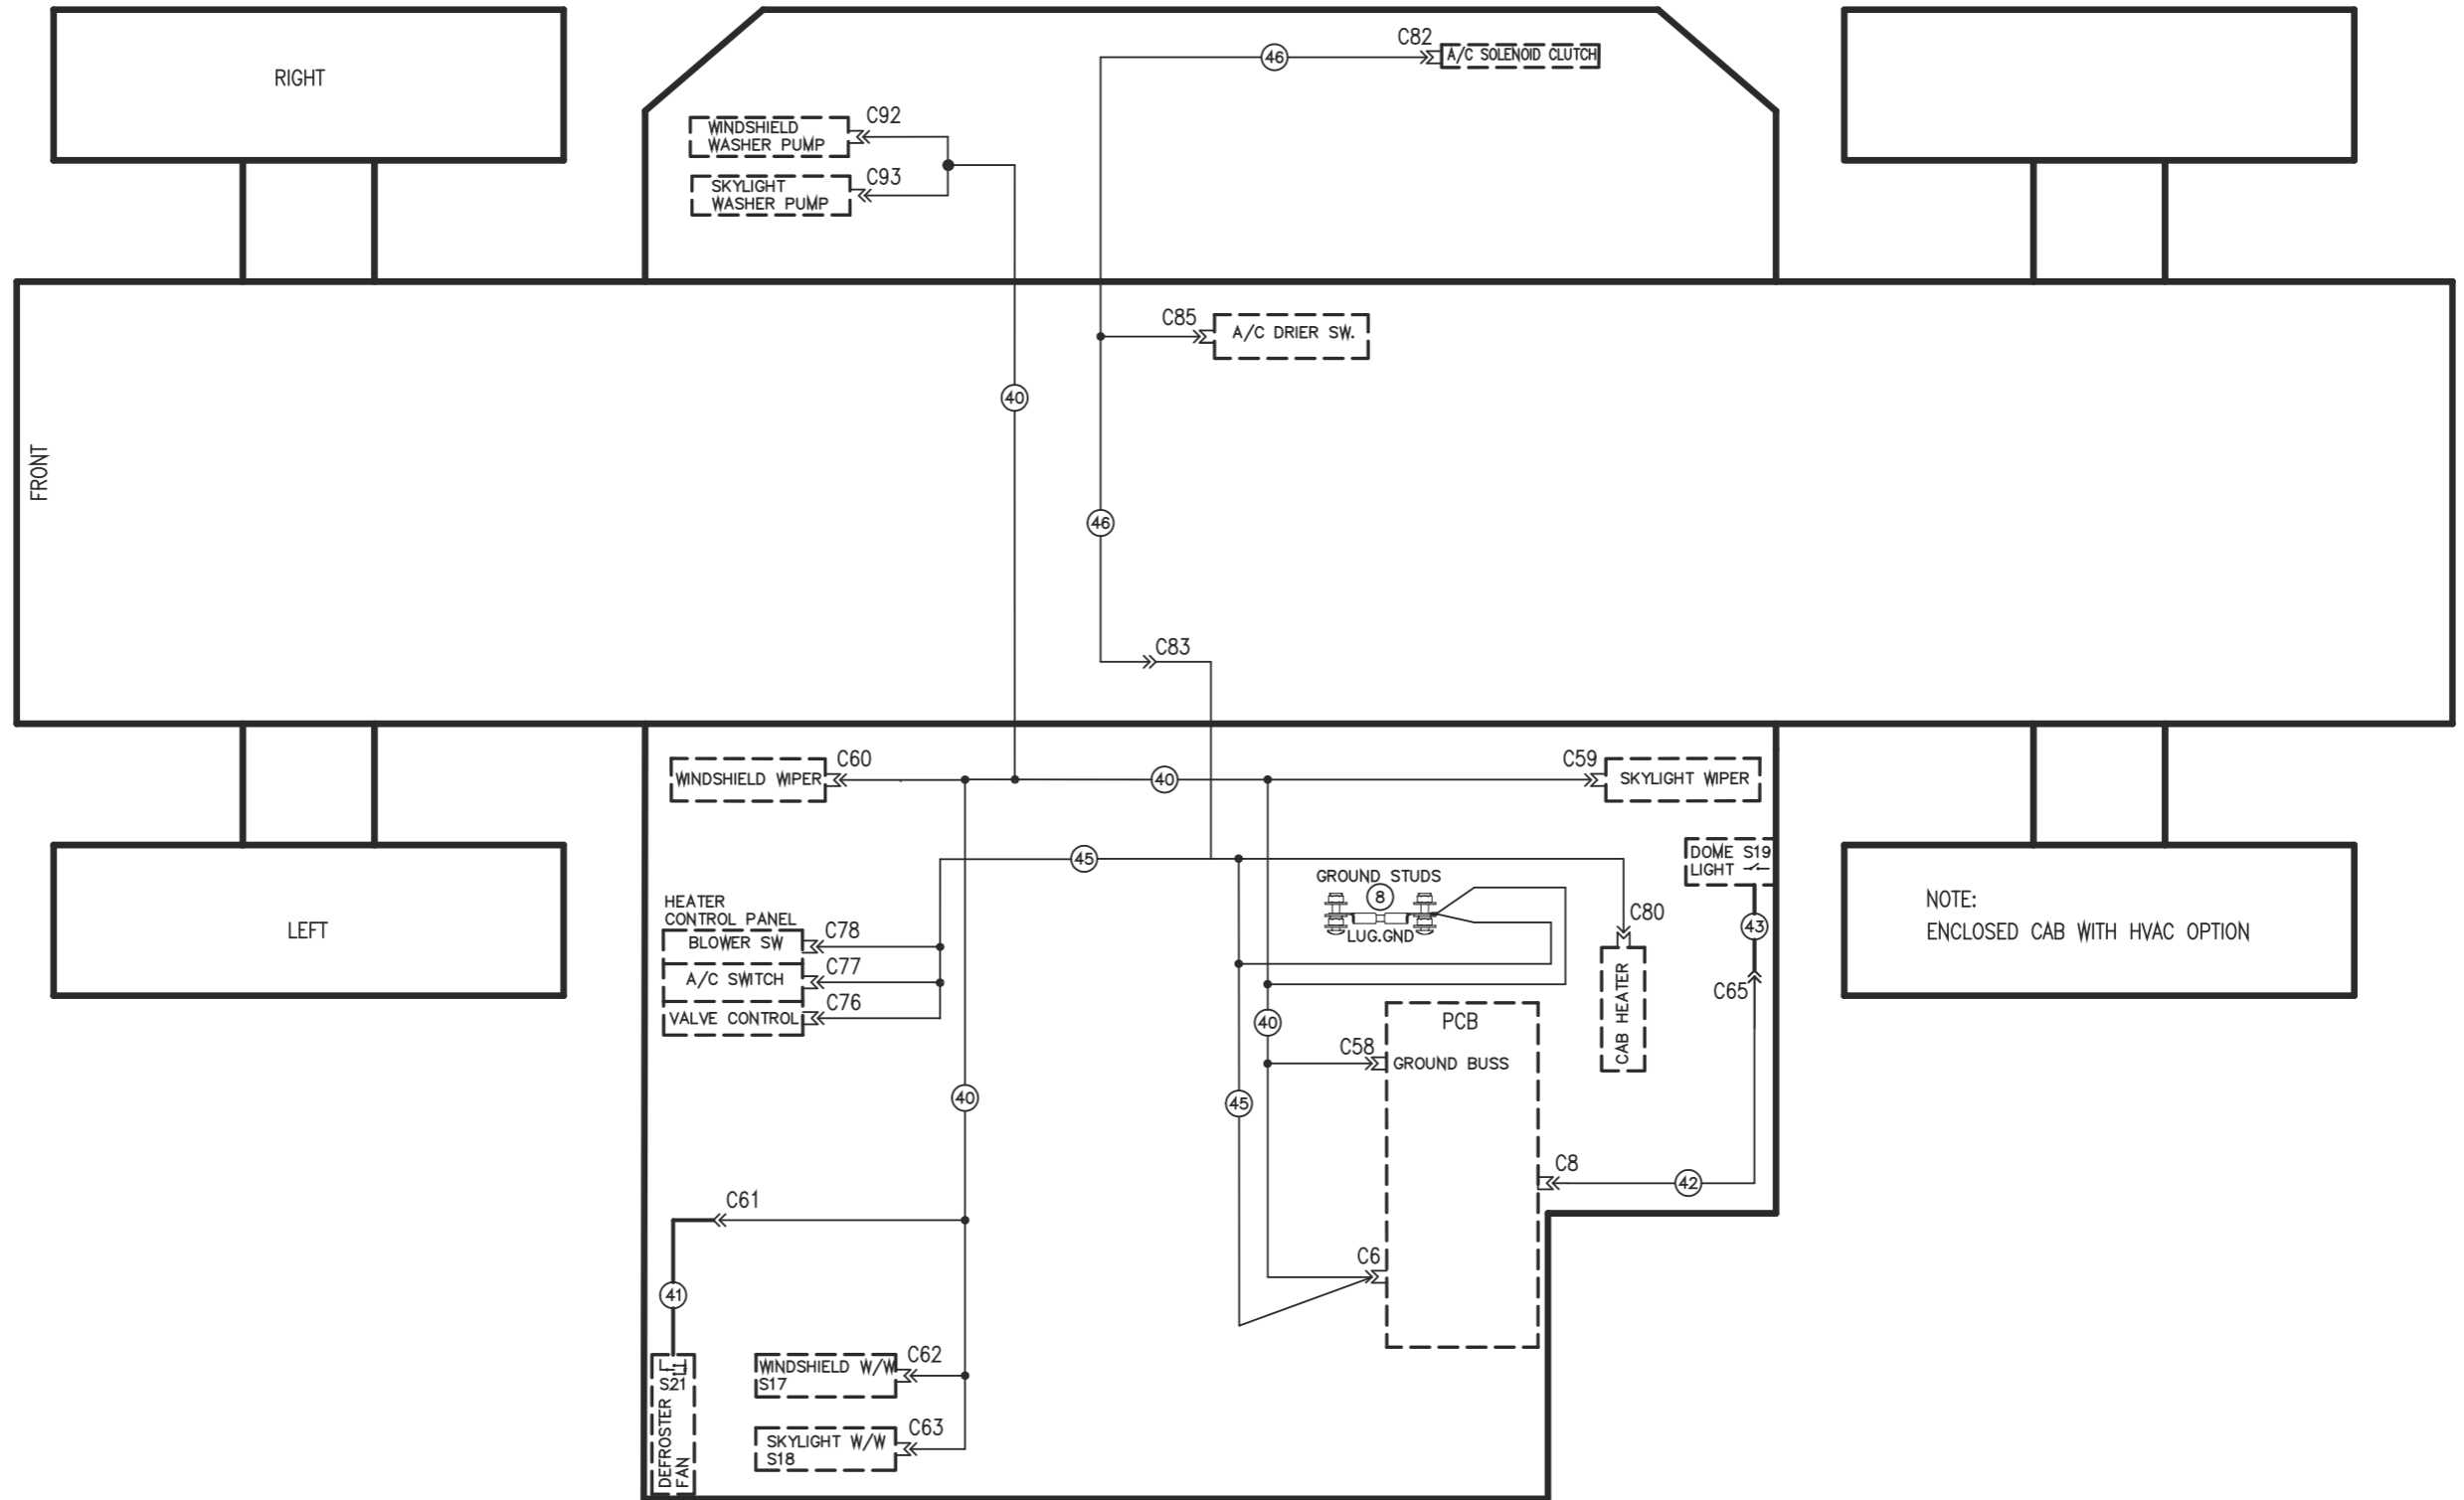 RIGHT
C82
46
A/C SOLENOID CLUTCH
C92
WINDSHIELD
WASHER PUMP
C93
SKYLIGHT
WASHER PUMP
C85
A/C DRIER SW.
40
FRONT
46
C83
C60
WINDSHIELD WIPER
40
C59
SKYLIGHT WIPER
45
DOME S19
LIGHT
GROUND STUDS
8
LUG.GND
HEATER
CONTROL PANEL
BLOWER SW
C78
A/C SWITCH
C77
VALVE CONTROL
C76
LEFT
C80
CAB HEATER
43
C65
NOTE:
ENCLOSED CAB WITH HVAC OPTION
40
PCB
C58
GROUND BUSS
40
45
C8
42
C61
C6
41
S21
DEFROSTER
FAN
C62
WINDSHIELD W/W
S17
C63
SKYLIGHT W/W
S18